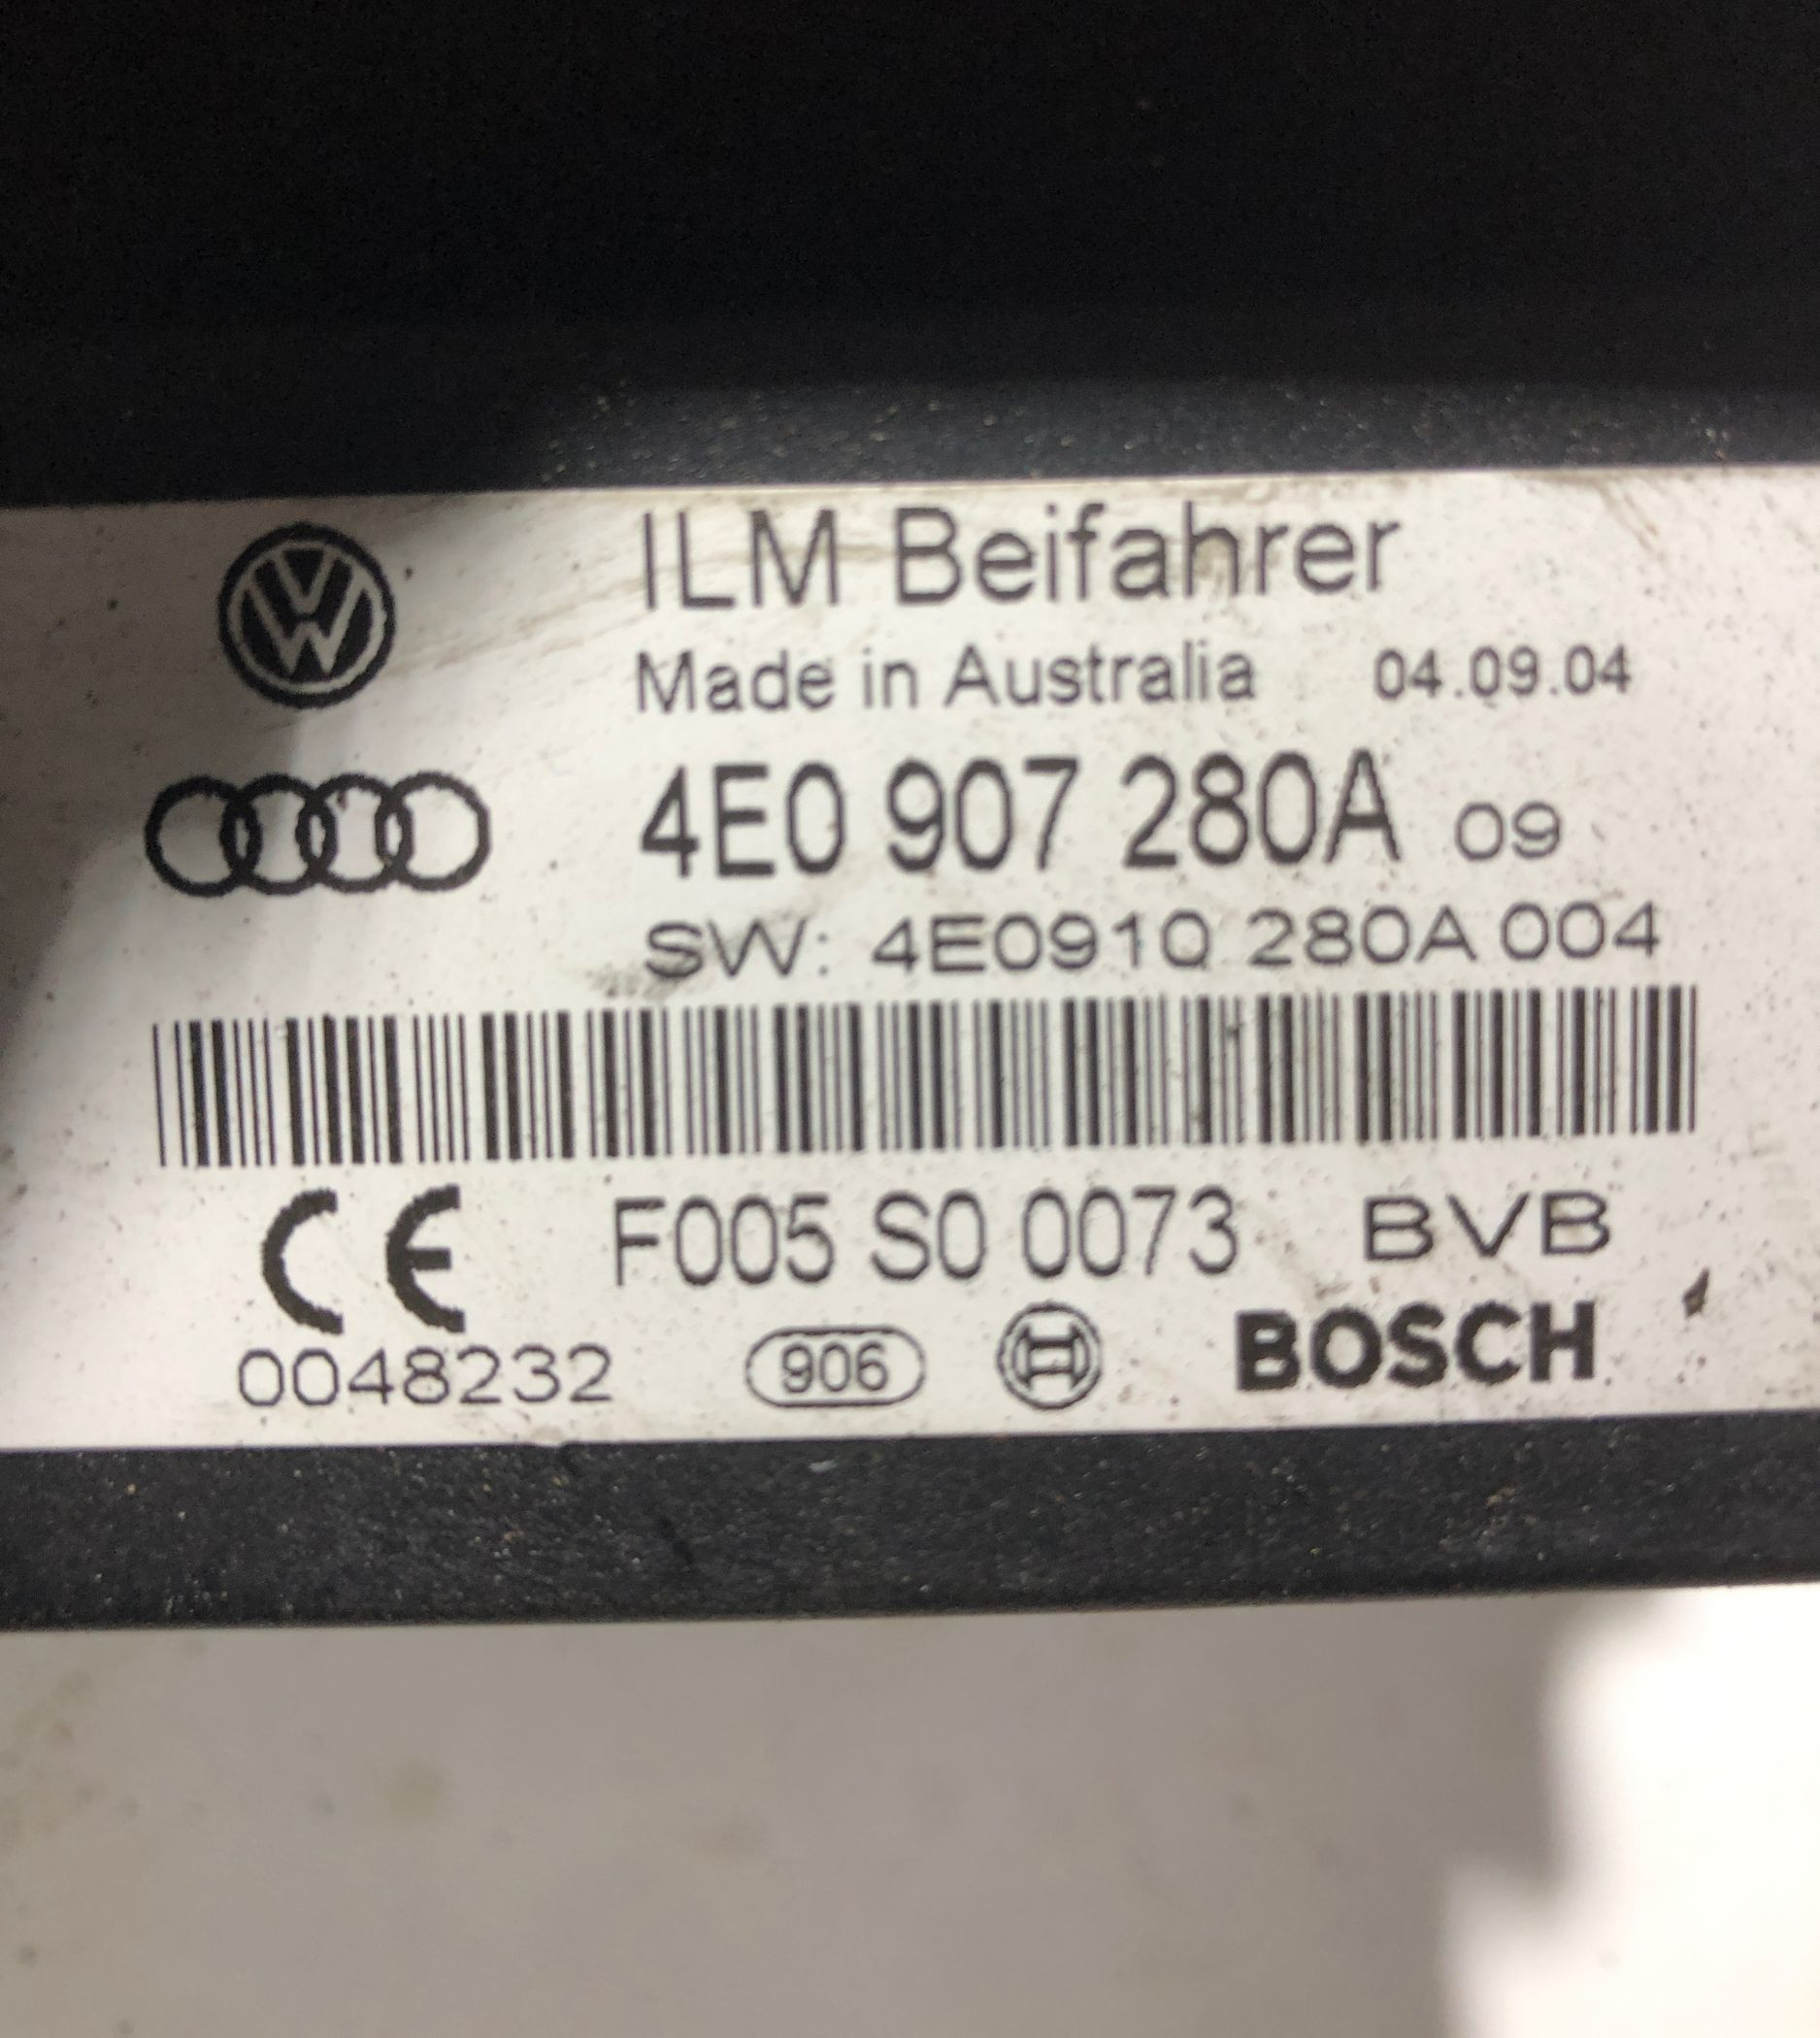 ILM Beifahrer
Made in Australia 04.09.04
4E0 907 280A 09
SW: 4E0910 280A 004
CE F005 S0 0073 BVB
0048232 906 BOSCH